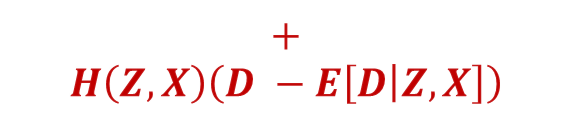 +
H(Z, X)(D − E[D|Z, X])